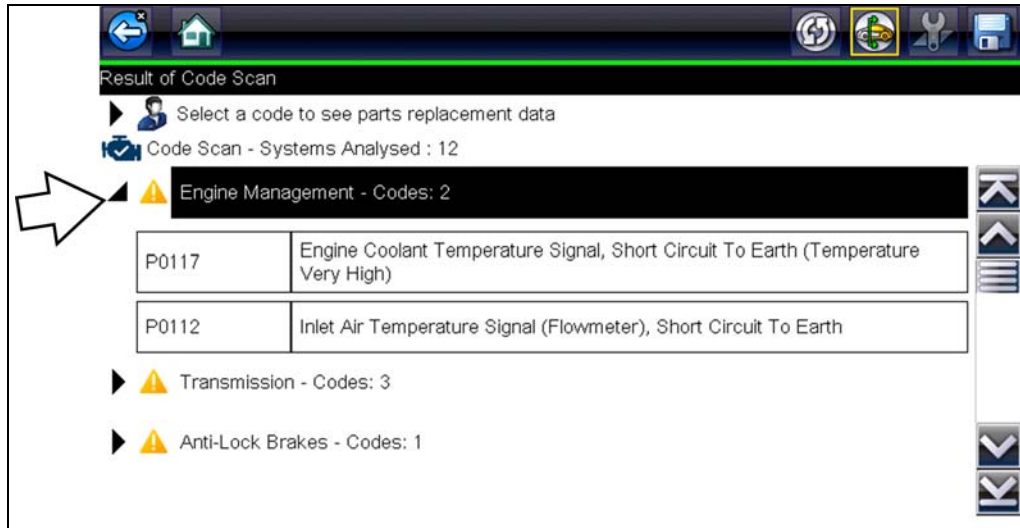 Result of Code Scan
Select a code to see parts replacement data
Code Scan - Systems Analysed : 12
Engine Management - Codes: 2
P0117
Engine Coolant Temperature Signal, Short Circuit To Earth (Temperature
Very High)
P0112
Inlet Air Temperature Signal (Flowmeter), Short Circuit To Earth
Transmission - Codes: 3
Anti-Lock Brakes - Codes: 1